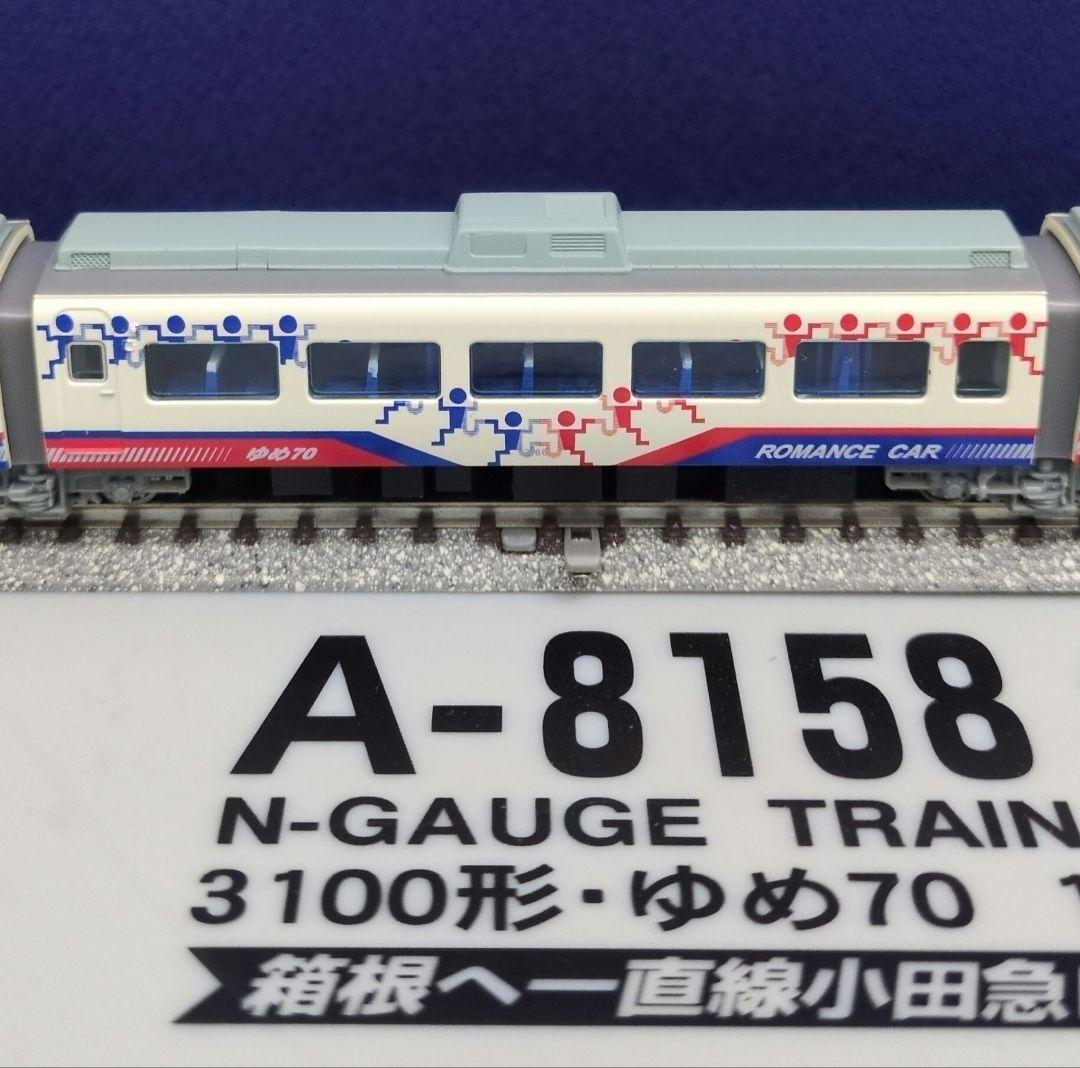 ゆめ70
ROMANCE CAR
A-8158
N-GAUGE TRAIN
3100形・ゆめ70 1
箱根へ一直線小田急